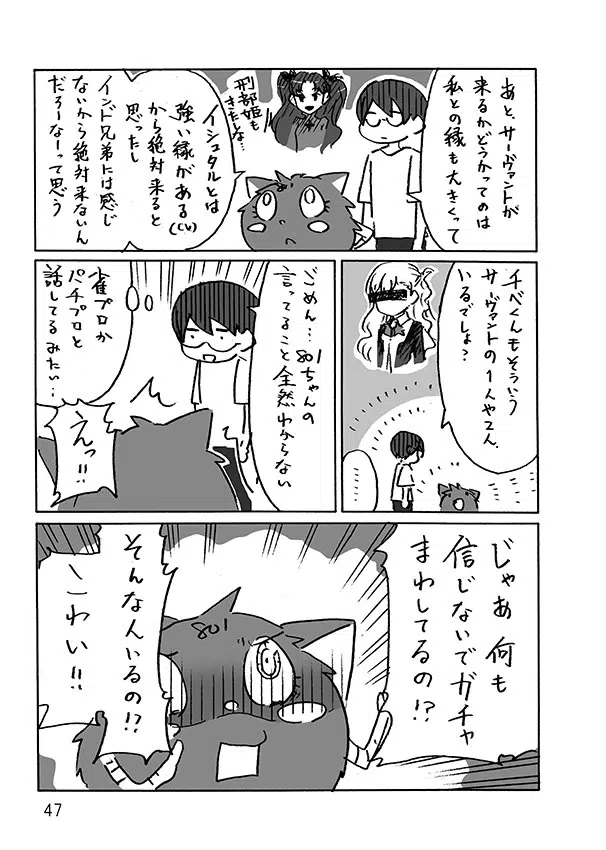 あと、サーヴァントが
来るかどうかってのは
私との縁も大きくって
刑部姫も
きたしな…
イシュタルとは
強い縁がある(CV)
から絶対来ると
思ったし
インド兄弟には感じ
ないから絶対来ないん
だろーなーって思う
チベくんもそういう
サーヴァントの1人や2人
いるでしょ?
……
ごめん…801ちゃんの
言ってること全然わからない
雀プロか
パチプロと
話してるみたい…
えっ!!
じゃあ何も
信じないでガチャ
まわしてるの!?
801
そんな人いるの!?
こわい!!
47